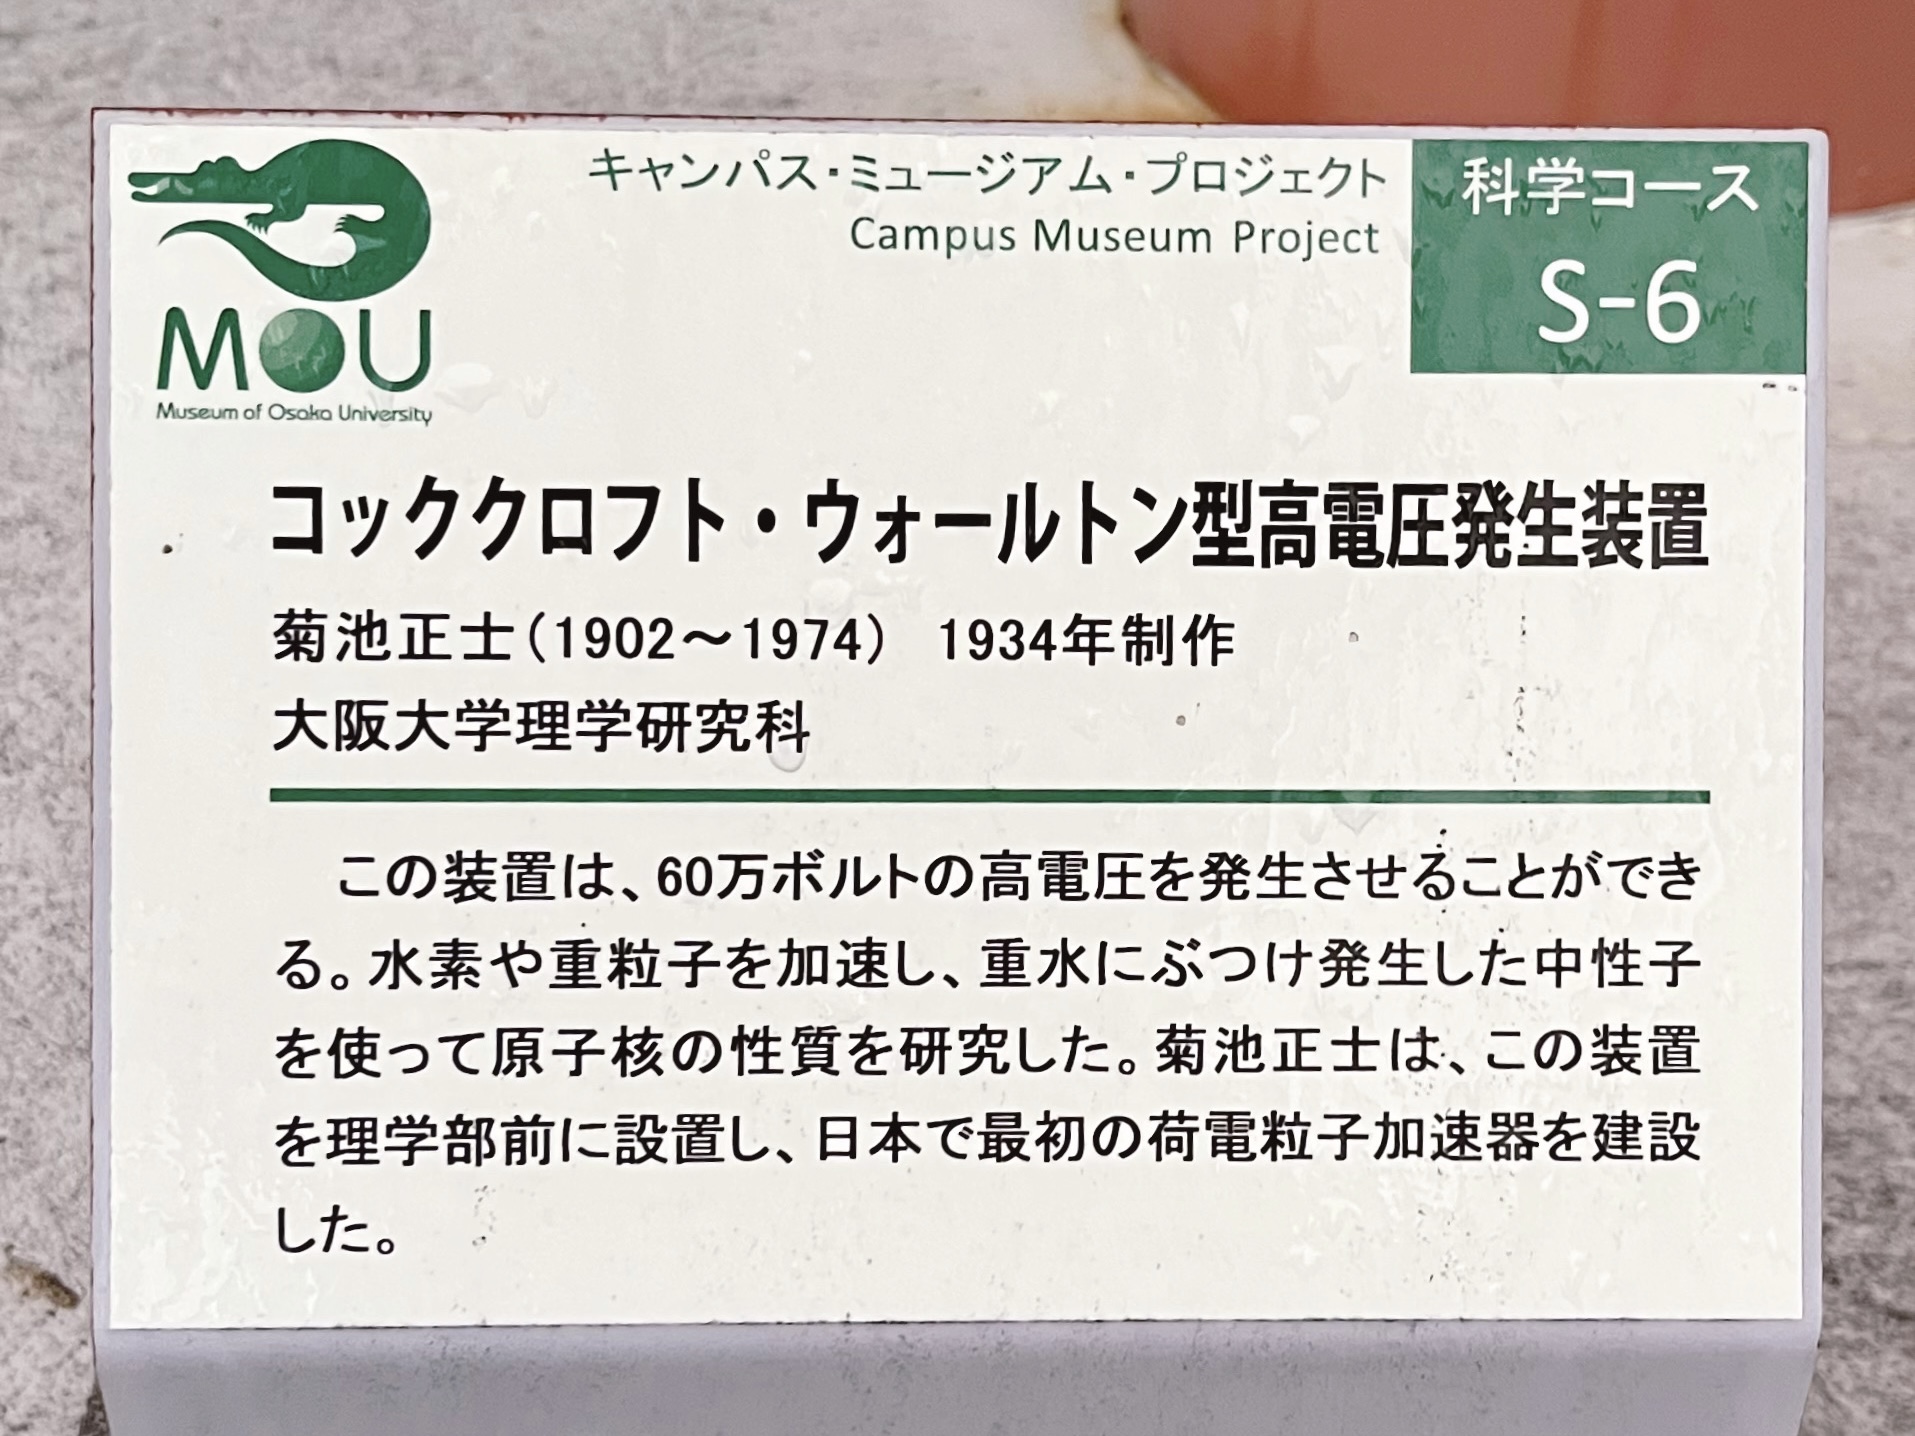 キャンパス・ミュージアム・プロジェクト
Campus Museum Project
科学コース
S-6
MOU
Museum of Osaka University
コッククロフト・ウォールトン型高電圧発生装置
菊池正士(1902～1974)　1934年制作
大阪大学理学研究科
この装置は、60万ボルトの高電圧を発生させることができ
る。水素や重粒子を加速し、重水にぶつけ発生した中性子
を使って原子核の性質を研究した。菊池正士は、この装置
を理学部前に設置し、日本で最初の荷電粒子加速器を建設
した。